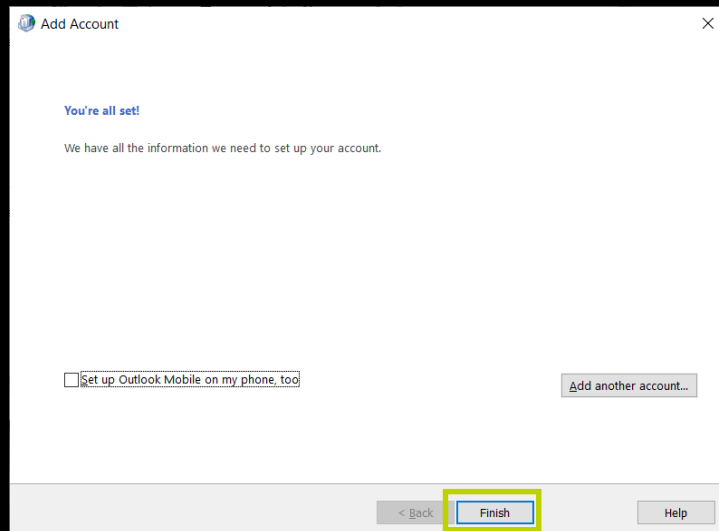 Add Account
You're all set!
We have all the information we need to set up your account.
Set up Outlook Mobile on my phone, too
Add another account...
< Back
Finish
Help